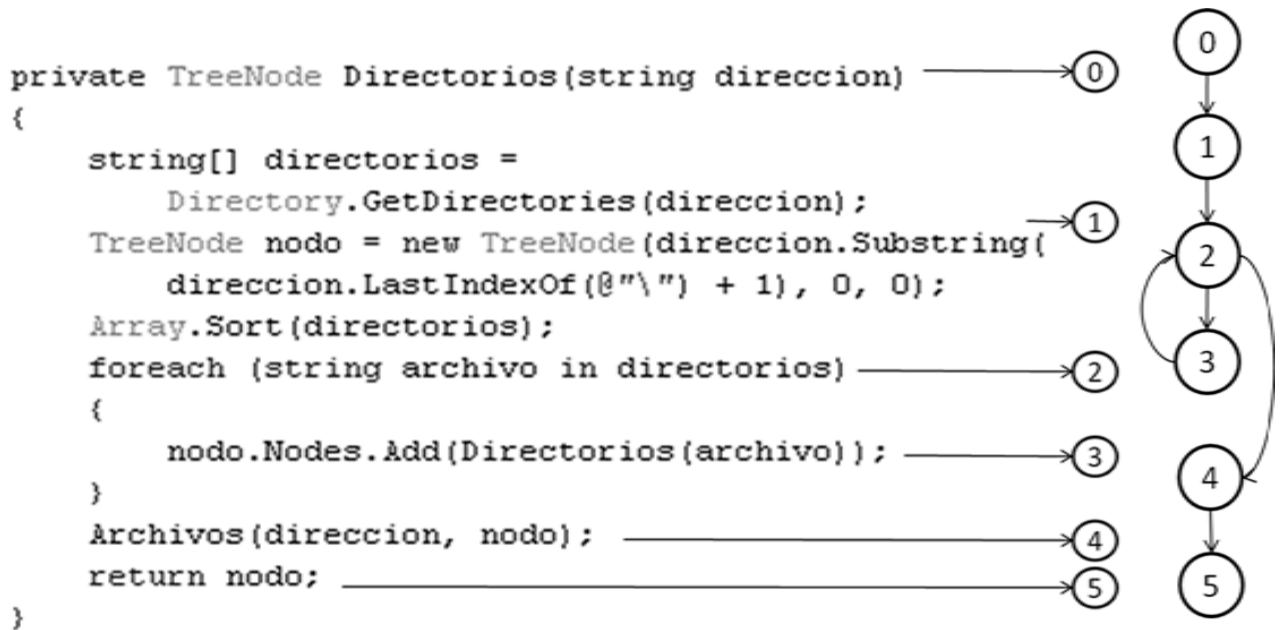 private TreeNode Directorios(string direccion) 0
{
string[] directorios =
Directory.GetDirectories(direccion);
1
TreeNode nodo = new TreeNode(direccion.Substring(
direccion.LastIndexOf(@"\") + 1), 0, 0);
Array.Sort(directorios);
foreach (string archivo in directorios) 2
{
nodo.Nodes.Add(Directorios(archivo)); 3
}
Archivos(direccion, nodo); 4
return nodo; 5
}
0
1
2
3
4
5